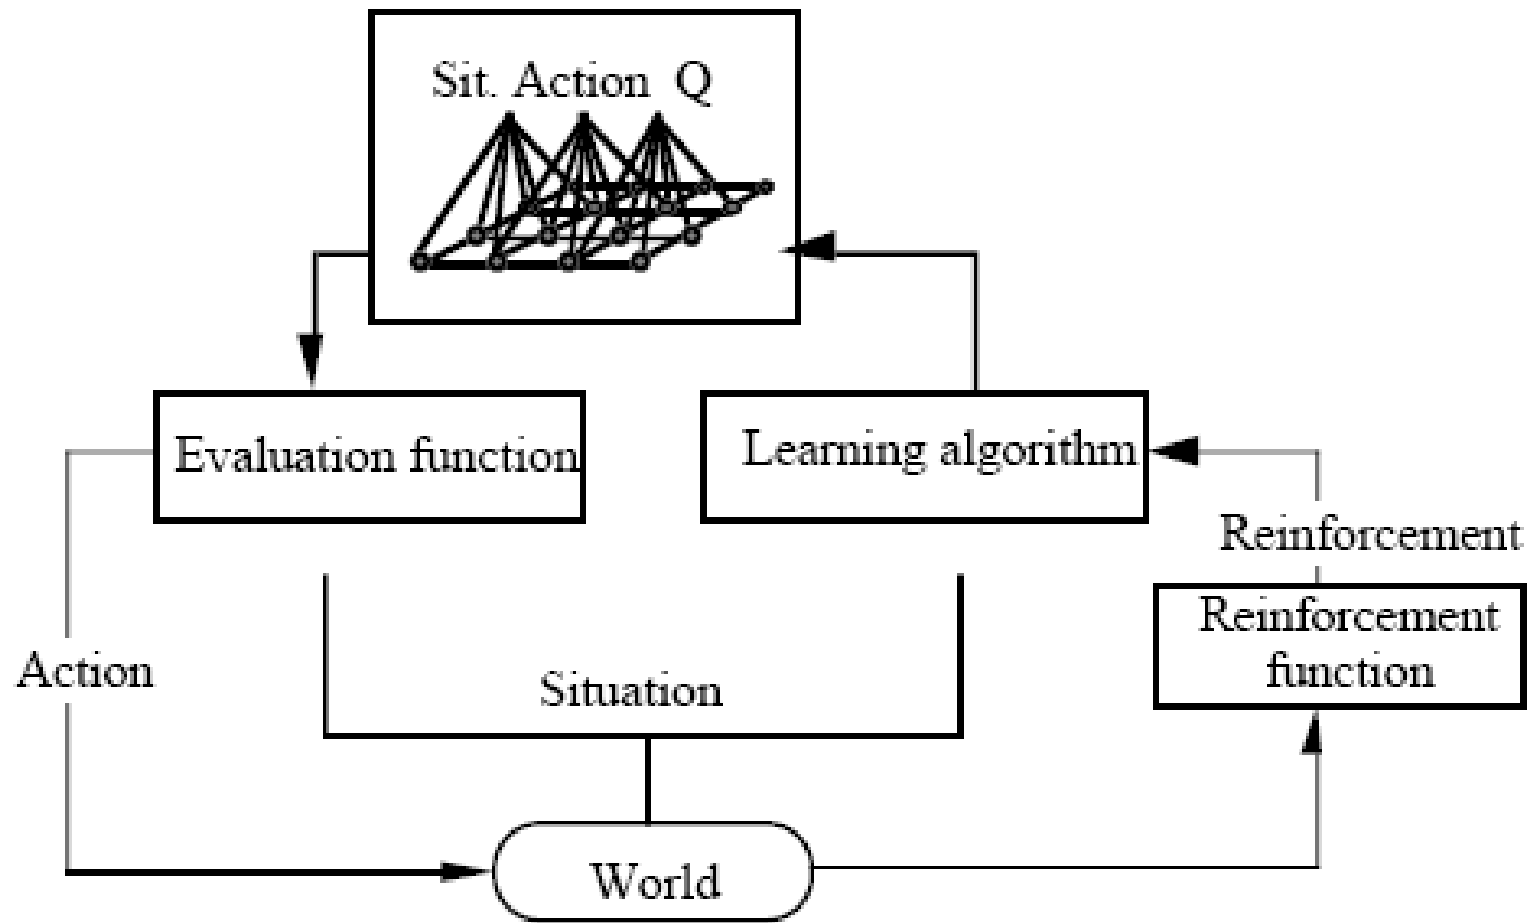 Sit. Action Q
Evaluation function
Learning algorithm
Reinforcement
Reinforcement
function
Action
Situation
World